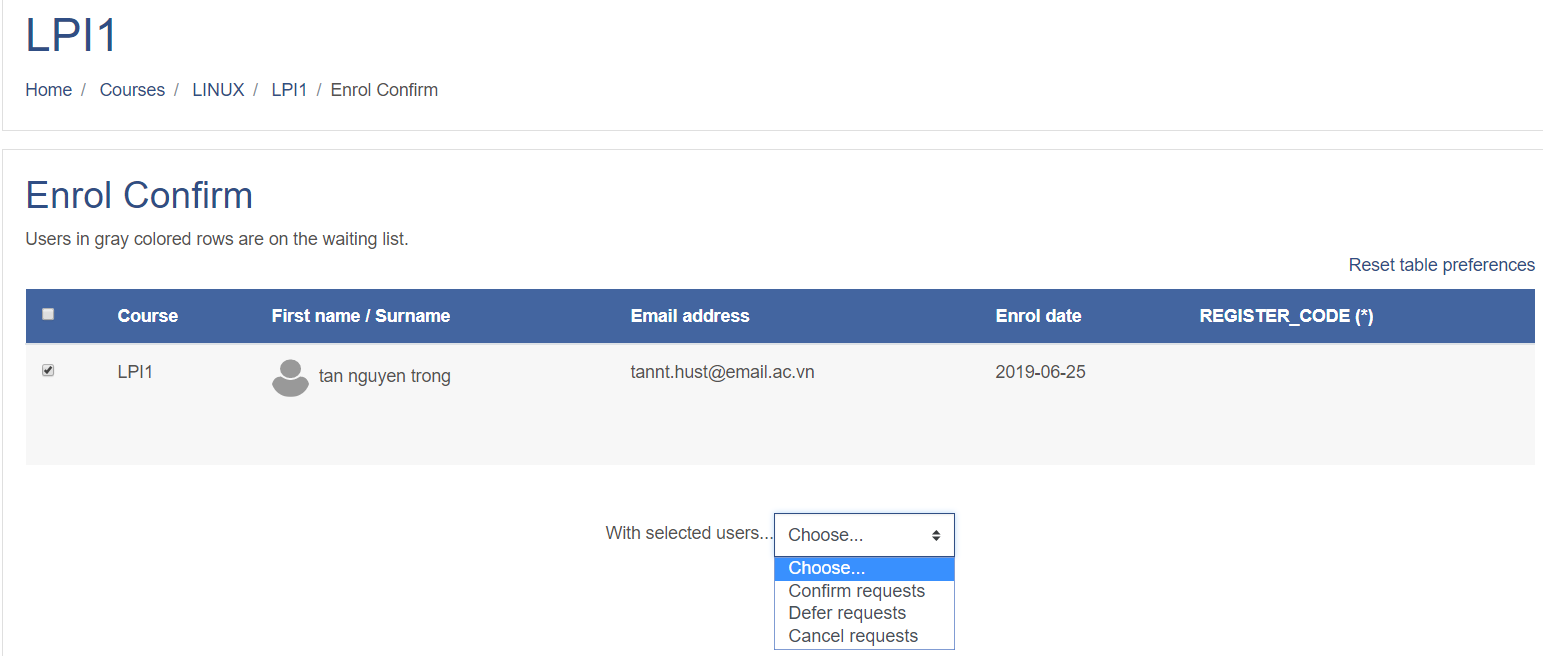 LPI1
Home / Courses / LINUX / LPI1 / Enrol Confirm
Enrol Confirm
Users in gray colored rows are on the waiting list.
Reset table preferences
Course First name / Surname Email address Enrol date REGISTER_CODE (*)
LPI1 tan nguyen trong tannt.hust@email.ac.vn 2019-06-25
With selected users... Choose...
Choose...
Confirm requests
Defer requests
Cancel requests